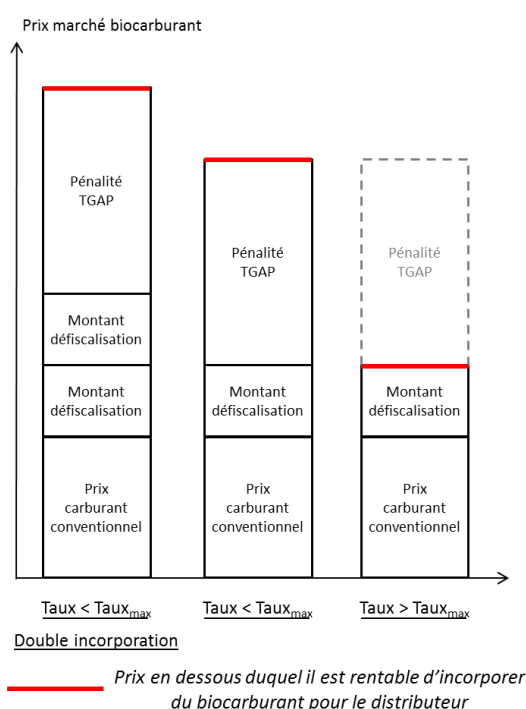 Prix marché biocarburant
Pénalité
TGAP
Montant
défiscalisation
Montant
défiscalisation
Prix
carburant
conventionnel
Pénalité
TGAP
Montant
défiscalisation
Prix
carburant
conventionnel
Pénalité
TGAP
Montant
défiscalisation
Prix
carburant
conventionnel
Taux < Tauxmax
Taux < Tauxmax
Taux > Tauxmax
Double incorporation
Prix en dessous duquel il est rentable d’incorporer
du biocarburant pour le distributeur